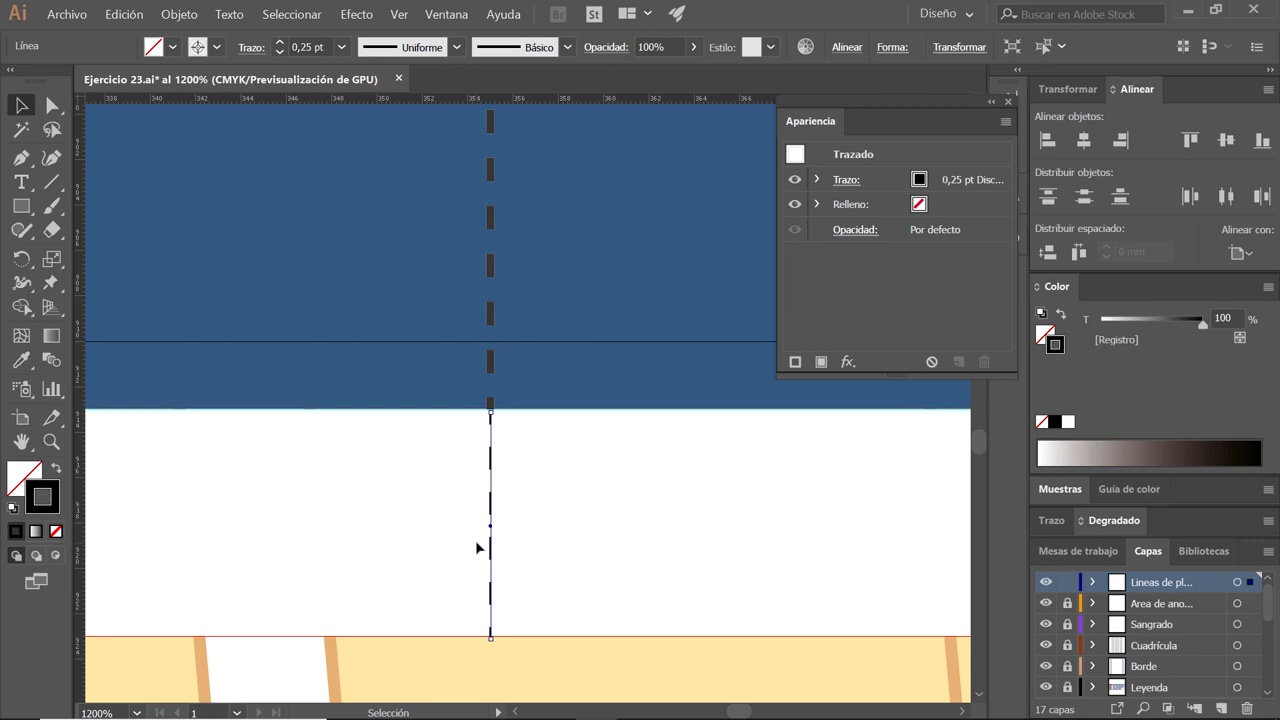 Ai Archivo Edición Objeto Texto Seleccionar Efecto Ver Ventana Ayuda Br St Diseño Buscar en Adobe Stock
Línea Trazo: 0,25 pt Uniforme Básico Opacidad: 100% Estilo: Alinear Forma: Transformar
Ejercicio 23.ai* al 1200% (CMYK/Previsualización de GPU)
338 340 342 344 346 348 350 352 354 356 358 360 362 364 366
Apariencia
Trazado
Trazo: 0,25 pt Disc...
Relleno:
Opacidad: Por defecto
fx
Transformar Alinear
Alinear objetos:
Distribuir objetos:
Distribuir espaciado: Alinear con:
0 mm
Color
T 100 %
[Registro]
Muestras Guía de color
Trazo Degradado
Mesas de trabajo Capas Bibliotecas
Lineas de pl...
Area de ano...
Sangrado
Cuadrícula
Borde
Leyenda
17 capas
1200% 1 Selección